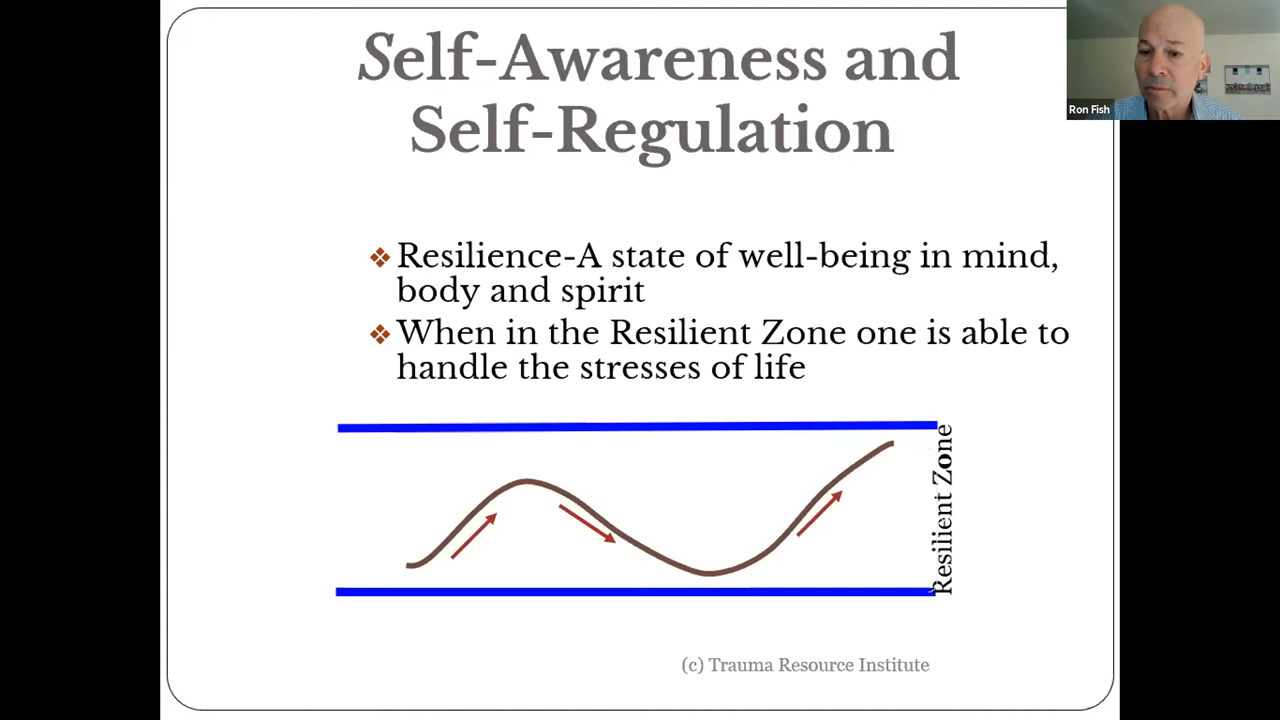 Self-Awareness and
Self-Regulation
Ron Fish
Resilience-A state of well-being in mind,
body and spirit
When in the Resilient Zone one is able to
handle the stresses of life
Resilient Zone
(c) Trauma Resource Institute